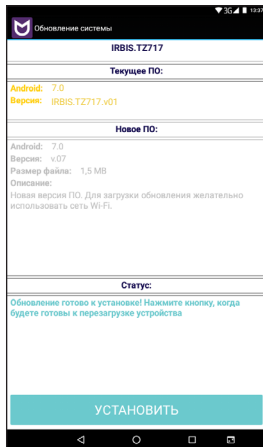 3G 13:37
Обновление системы
IRBIS.TZ717
Текущее ПО:
Android: 7.0
Версия: IRBIS.TZ717.v01
Новое ПО:
Android: 7.0
Версия: v.07
Размер файла: 1,5 MB
Описание:
Новая версия ПО. Для загрузки обновления желательно
использовать сеть Wi-Fi.
Статус:
Обновление готово к установке! Нажмите кнопку, когда
будете готовы к перезагрузке устройства
УСТАНОВИТЬ